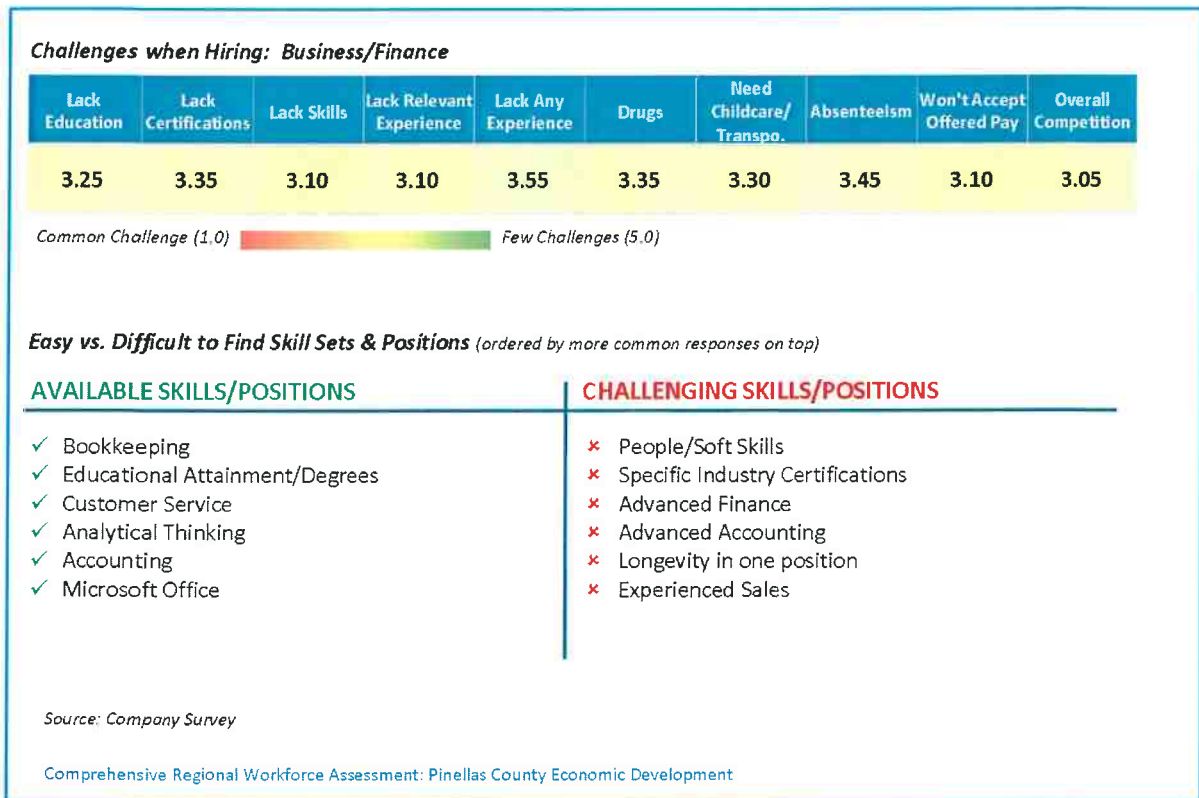 Challenges when Hiring: Business/Finance
Lack Education
Lack Certifications
Lack Skills
Lack Relevant Experience
Lack Any Experience
Drugs
Need Childcare/ Transpo.
Absenteeism
Won't Accept Offered Pay
Overall Competition
3.25 3.35 3.10 3.10 3.55 3.35 3.30 3.45 3.10 3.05
Common Challenge (1.0) Few Challenges (5.0)
Easy vs. Difficult to Find Skill Sets & Positions (ordered by more common responses on top)
AVAILABLE SKILLS/POSITIONS
✓ Bookkeeping
✓ Educational Attainment/Degrees
✓ Customer Service
✓ Analytical Thinking
✓ Accounting
✓ Microsoft Office
CHALLENGING SKILLS/POSITIONS
× People/Soft Skills
× Specific Industry Certifications
× Advanced Finance
× Advanced Accounting
× Longevity in one position
× Experienced Sales
Source: Company Survey
Comprehensive Regional Workforce Assessment: Pinellas County Economic Development